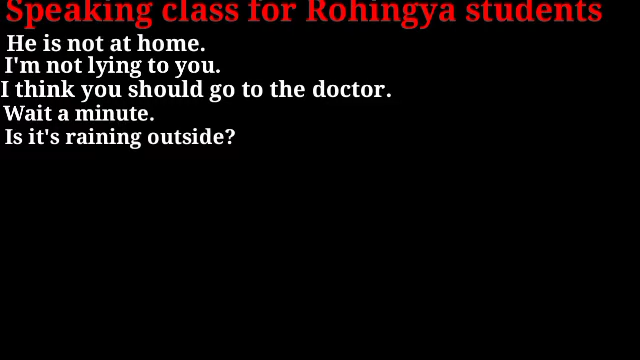 Speaking class for Rohingya students
He is not at home.
I'm not lying to you.
I think you should go to the doctor.
Wait a minute.
Is it's raining outside?